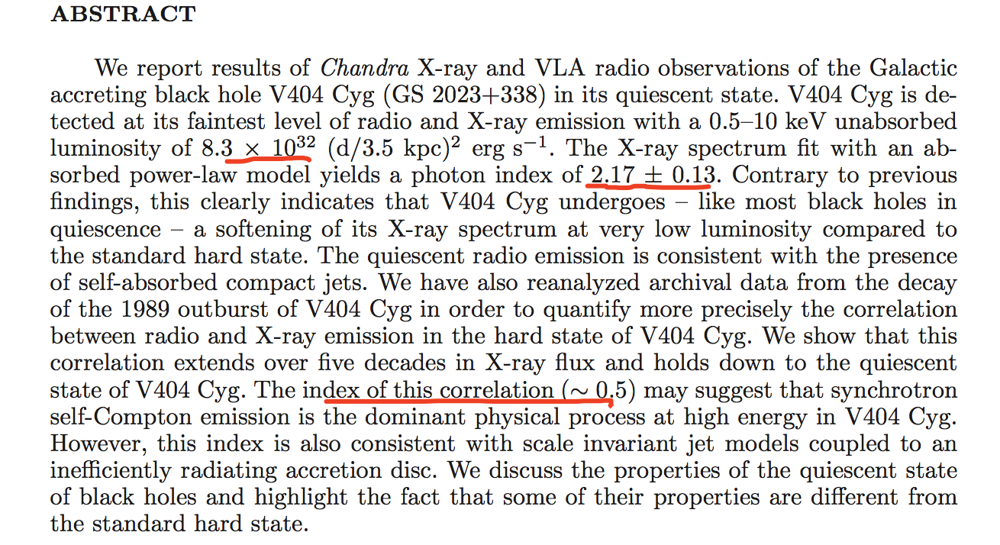 ABSTRACT
We report results of Chandra X-ray and VLA radio observations of the Galactic
accreting black hole V404 Cyg (GS 2023+338) in its quiescent state. V404 Cyg is de-
tected at its faintest level of radio and X-ray emission with a 0.5–10 keV unabsorbed
luminosity of 8.3 × 10³² (d/3.5 kpc)² erg s⁻¹. The X-ray spectrum fit with an ab-
sorbed power-law model yields a photon index of 2.17 ± 0.13. Contrary to previous
findings, this clearly indicates that V404 Cyg undergoes – like most black holes in
quiescence – a softening of its X-ray spectrum at very low luminosity compared to
the standard hard state. The quiescent radio emission is consistent with the presence
of self-absorbed compact jets. We have also reanalyzed archival data from the decay
of the 1989 outburst of V404 Cyg in order to quantify more precisely the correlation
between radio and X-ray emission in the hard state of V404 Cyg. We show that this
correlation extends over five decades in X-ray flux and holds down to the quiescent
state of V404 Cyg. The index of this correlation (∼ 0.5) may suggest that synchrotron
self-Compton emission is the dominant physical process at high energy in V404 Cyg.
However, this index is also consistent with scale invariant jet models coupled to an
inefficiently radiating accretion disc. We discuss the properties of the quiescent state
of black holes and highlight the fact that some of their properties are different from
the standard hard state.